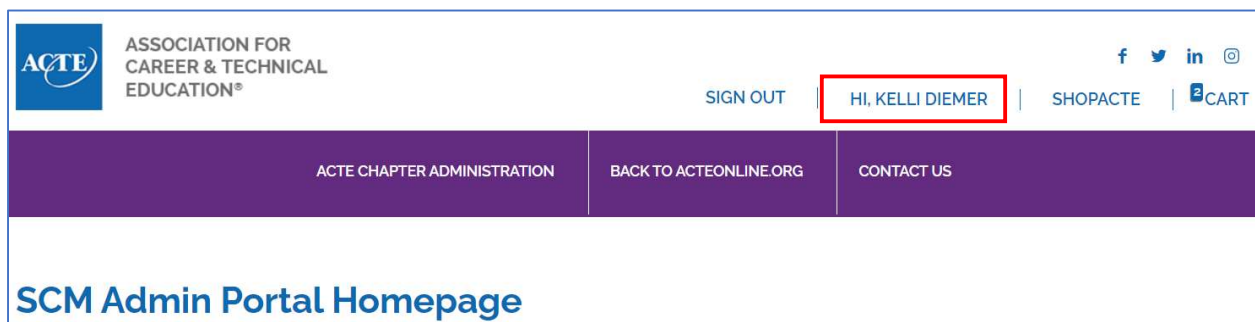 ACTE
ASSOCIATION FOR
CAREER & TECHNICAL
EDUCATION®
f in
SIGN OUT | HI, KELLI DIEMER | SHOPACTE | 2 CART
ACTE CHAPTER ADMINISTRATION BACK TO ACTEONLINE.ORG CONTACT US
SCM Admin Portal Homepage